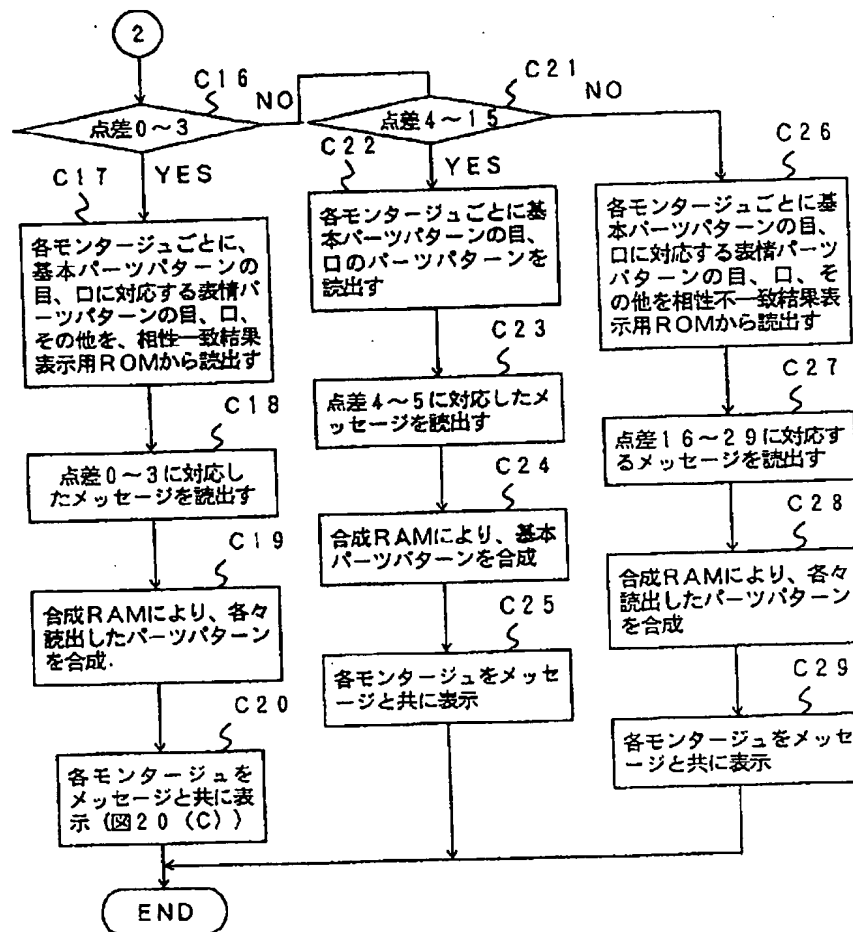 2
C16
点差0～3
NO
C21
点差4～15
NO
C17
YES
C22
YES
C26
各モンタージュごとに、
基本パーツパターンの
目、口に対応する表情パ
ーツパターンの目、口、
その他を、相性一致結果
表示用ROMから読出す
各モンタージュごとに基
本パーツパターンの目、
口のパーツパターンを
読出す
各モンタージュごとに基
本パーツパターンの目、
口に対応する表情パーツ
パターンの目、口、そ
の他を相性不一致結果表
示用ROMから読出す
C18
点差0～3に対応し
たメッセージを読出す
C23
点差4～5に対応したメ
ッセージを読出す
C27
点差16～29に対応す
るメッセージを読出す
C19
合成RAMにより、各々
読出したパーツパターン
を合成.
C24
合成RAMにより、基本
パーツパターンを合成
C28
合成RAMにより、各々
読出したパーツパターン
を合成
C20
各モンタージュを
メッセージと共に表
示（図20（C））
C25
各モンタージュをメッセ
ージと共に表示
C29
各モンタージュをメッセ
ージと共に表示
END